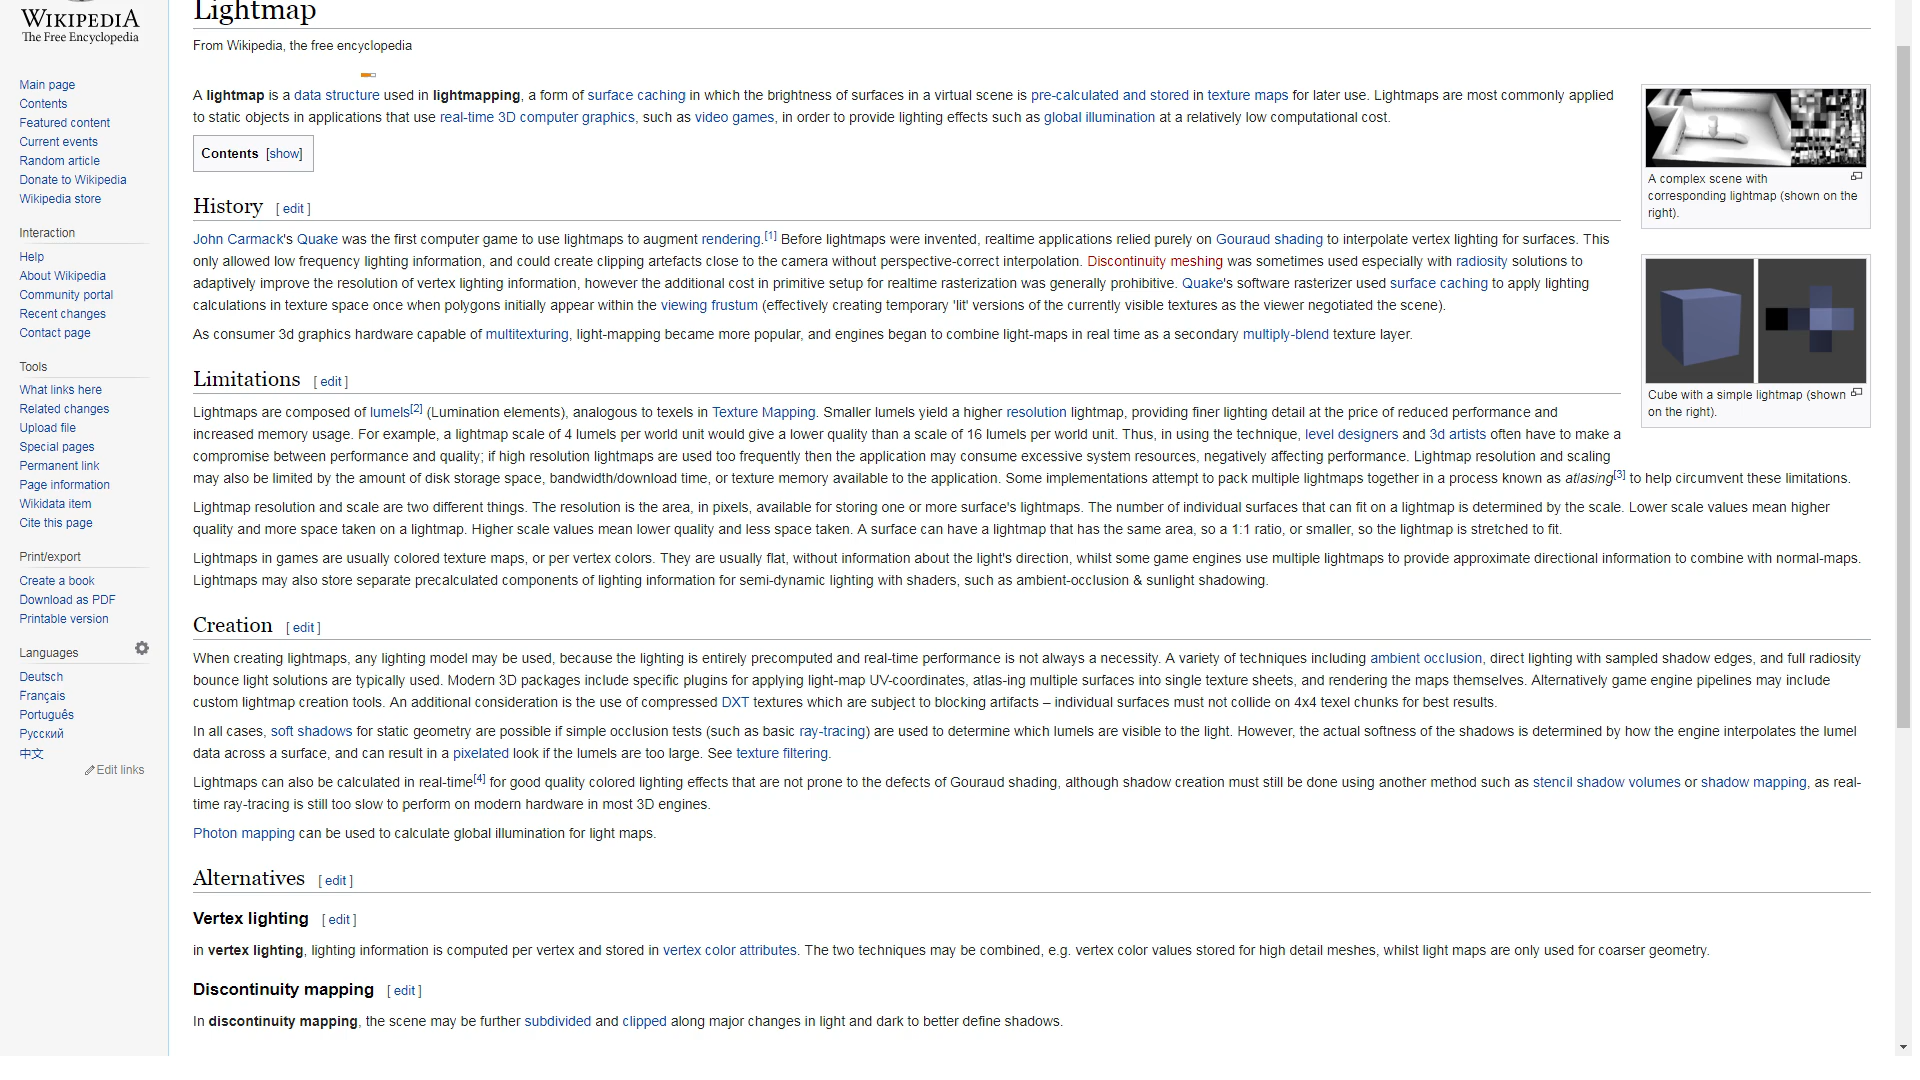 WIKIPEDIA
The Free Encyclopedia
Main page
Contents
Featured content
Current events
Random article
Donate to Wikipedia
Wikipedia store
Interaction
Help
About Wikipedia
Community portal
Recent changes
Contact page
Tools
What links here
Related changes
Upload file
Special pages
Permanent link
Page information
Wikidata item
Cite this page
Print/export
Create a book
Download as PDF
Printable version
Languages
Deutsch
Français
Português
Русский
中文
Edit links
Lightmap
From Wikipedia, the free encyclopedia
A lightmap is a data structure used in lightmapping, a form of surface caching in which the brightness of surfaces in a virtual scene is pre-calculated and stored in texture maps for later use. Lightmaps are most commonly applied
to static objects in applications that use real-time 3D computer graphics, such as video games, in order to provide lighting effects such as global illumination at a relatively low computational cost.
Contents [show]
A complex scene with
corresponding lightmap (shown on the
right).
History [ edit ]
John Carmack's Quake was the first computer game to use lightmaps to augment rendering.[1] Before lightmaps were invented, realtime applications relied purely on Gouraud shading to interpolate vertex lighting for surfaces. This
only allowed low frequency lighting information, and could create clipping artefacts close to the camera without perspective-correct interpolation. Discontinuity meshing was sometimes used especially with radiosity solutions to
adaptively improve the resolution of vertex lighting information, however the additional cost in primitive setup for realtime rasterization was generally prohibitive. Quake's software rasterizer used surface caching to apply lighting
calculations in texture space once when polygons initially appear within the viewing frustum (effectively creating temporary 'lit' versions of the currently visible textures as the viewer negotiated the scene).
As consumer 3d graphics hardware capable of multitexturing, light-mapping became more popular, and engines began to combine light-maps in real time as a secondary multiply-blend texture layer.
Cube with a simple lightmap (shown
on the right).
Limitations [ edit ]
Lightmaps are composed of lumels[2] (Lumination elements), analogous to texels in Texture Mapping. Smaller lumels yield a higher resolution lightmap, providing finer lighting detail at the price of reduced performance and
increased memory usage. For example, a lightmap scale of 4 lumels per world unit would give a lower quality than a scale of 16 lumels per world unit. Thus, in using the technique, level designers and 3d artists often have to make a
compromise between performance and quality; if high resolution lightmaps are used too frequently then the application may consume excessive system resources, negatively affecting performance. Lightmap resolution and scaling
may also be limited by the amount of disk storage space, bandwidth/download time, or texture memory available to the application. Some implementations attempt to pack multiple lightmaps together in a process known as atlasing[3] to help circumvent these limitations.
Lightmap resolution and scale are two different things. The resolution is the area, in pixels, available for storing one or more surface's lightmaps. The number of individual surfaces that can fit on a lightmap is determined by the scale. Lower scale values mean higher
quality and more space taken on a lightmap. Higher scale values mean lower quality and less space taken. A surface can have a lightmap that has the same area, so a 1:1 ratio, or smaller, so the lightmap is stretched to fit.
Lightmaps in games are usually colored texture maps, or per vertex colors. They are usually flat, without information about the light's direction, whilst some game engines use multiple lightmaps to provide approximate directional information to combine with normal-maps.
Lightmaps may also store separate precalculated components of lighting information for semi-dynamic lighting with shaders, such as ambient-occlusion & sunlight shadowing.
Creation [ edit ]
When creating lightmaps, any lighting model may be used, because the lighting is entirely precomputed and real-time performance is not always a necessity. A variety of techniques including ambient occlusion, direct lighting with sampled shadow edges, and full radiosity
bounce light solutions are typically used. Modern 3D packages include specific plugins for applying light-map UV-coordinates, atlas-ing multiple surfaces into single texture sheets, and rendering the maps themselves. Alternatively game engine pipelines may include
custom lightmap creation tools. An additional consideration is the use of compressed DXT textures which are subject to blocking artifacts – individual surfaces must not collide on 4x4 texel chunks for best results.
In all cases, soft shadows for static geometry are possible if simple occlusion tests (such as basic ray-tracing) are used to determine which lumels are visible to the light. However, the actual softness of the shadows is determined by how the engine interpolates the lumel
data across a surface, and can result in a pixelated look if the lumels are too large. See texture filtering.
Lightmaps can also be calculated in real-time[4] for good quality colored lighting effects that are not prone to the defects of Gouraud shading, although shadow creation must still be done using another method such as stencil shadow volumes or shadow mapping, as real-
time ray-tracing is still too slow to perform on modern hardware in most 3D engines.
Photon mapping can be used to calculate global illumination for light maps.
Alternatives [ edit ]
Vertex lighting [ edit ]
in vertex lighting, lighting information is computed per vertex and stored in vertex color attributes. The two techniques may be combined, e.g. vertex color values stored for high detail meshes, whilst light maps are only used for coarser geometry.
Discontinuity mapping [ edit ]
In discontinuity mapping, the scene may be further subdivided and clipped along major changes in light and dark to better define shadows.